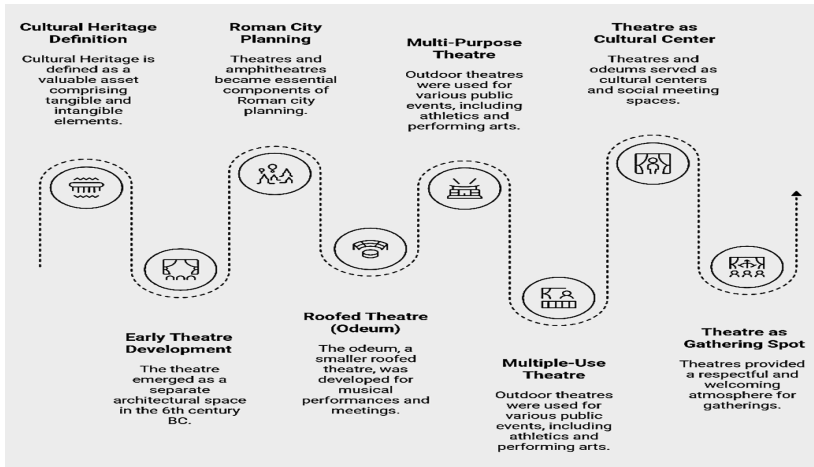 Cultural Heritage
Definition
Cultural Heritage is
defined as a
valuable asset
comprising
tangible and
intangible
elements.
Early Theatre
Development
The theatre
emerged as a
separate
architectural space
in the 6th century
BC.
Roman City
Planning
Theatres and
amphitheatres
became essential
components of
Roman city
planning.
Roofed Theatre
(Odeum)
The odeum, a
smaller roofed
theatre, was
developed for
musical
performances and
meetings.
Multi-Purpose
Theatre
Outdoor theatres
were used for
various public
events, including
athletics and
performing arts.
Multiple-Use
Theatre
Outdoor theatres
were used for
various public
events, including
athletics and
performing arts.
Theatre as
Cultural Center
Theatres and
odeums served as
cultural centers
and social meeting
spaces.
Theatre as
Gathering Spot
Theatres provided
a respectful and
welcoming
atmosphere for
gatherings.